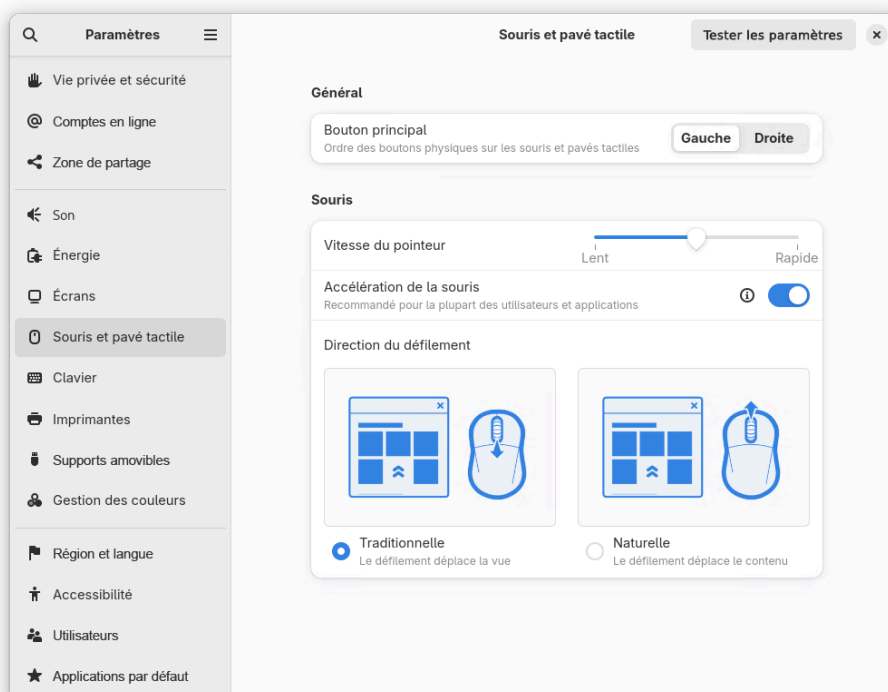 Paramètres
Vie privée et sécurité
Comptes en ligne
Zone de partage
Son
Énergie
Écrans
Souris et pavé tactile
Clavier
Imprimantes
Supports amovibles
Gestion des couleurs
Région et langue
Accessibilité
Utilisateurs
Applications par défaut
Souris et pavé tactile
Tester les paramètres
Général
Bouton principal
Ordre des boutons physiques sur les souris et pavés tactiles
Gauche Droite
Souris
Vitesse du pointeur
Lent Rapide
Accélération de la souris
Recommandé pour la plupart des utilisateurs et applications
Direction du défilement
Traditionnelle
Le défilement déplace la vue
Naturelle
Le défilement déplace le contenu